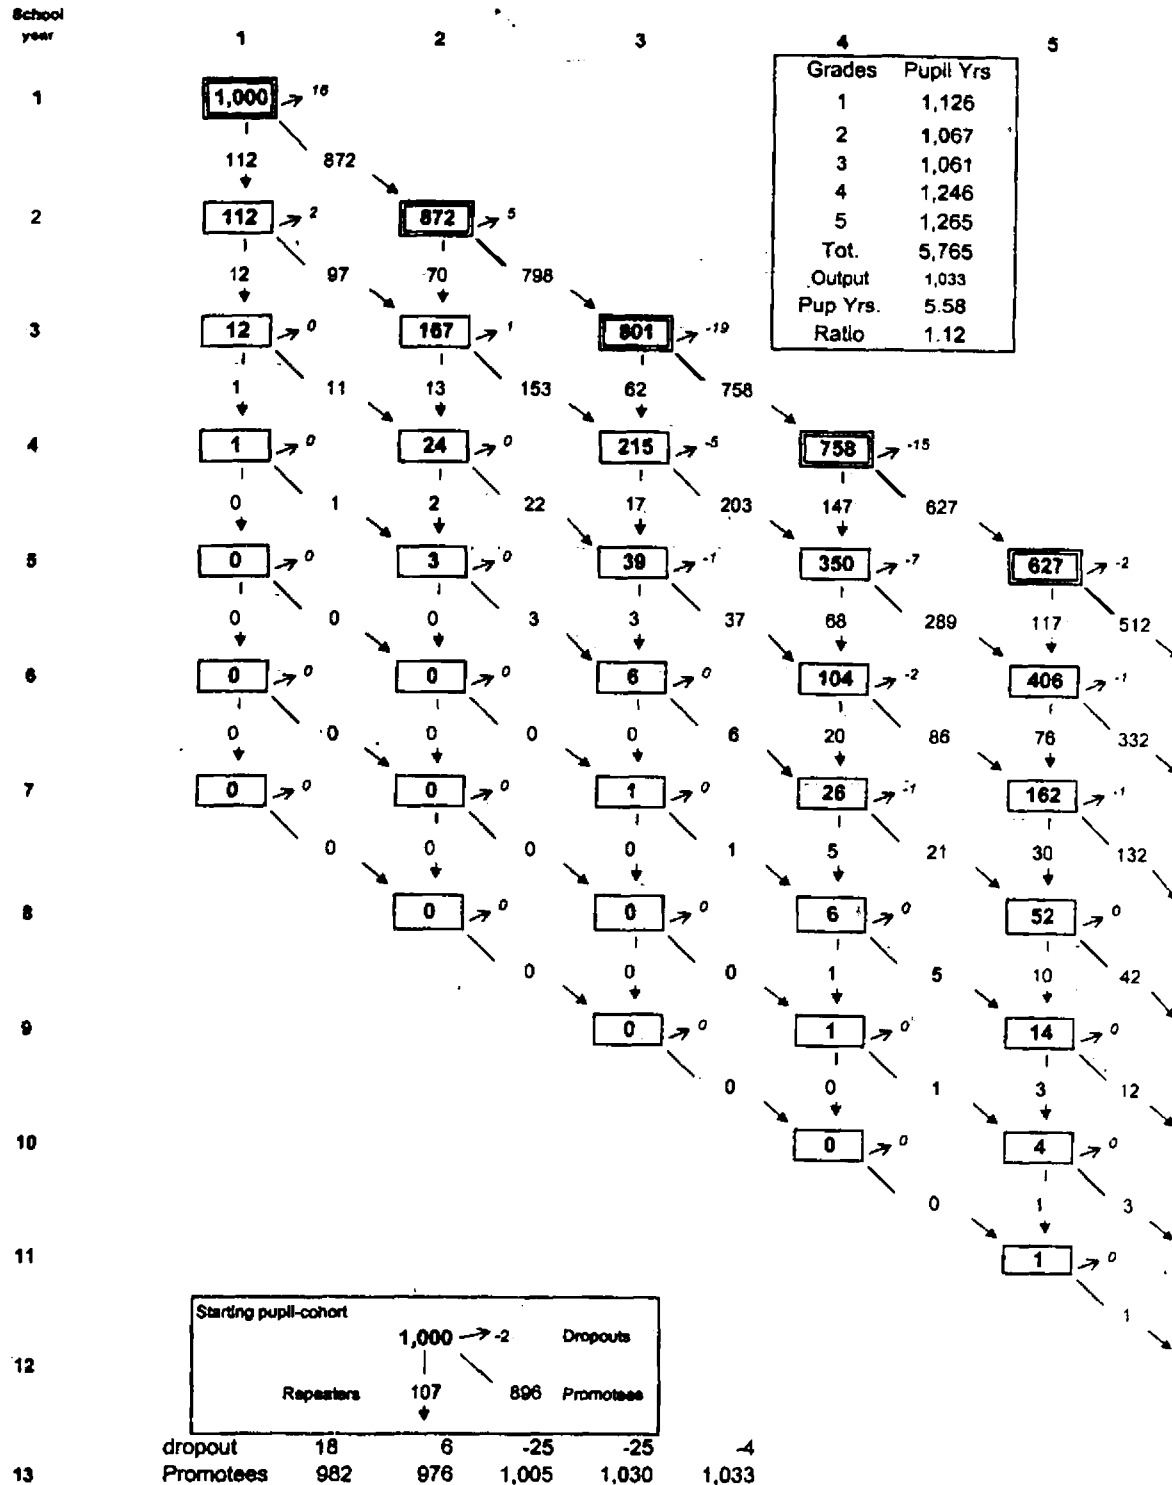 School
year 1 2 3 4 5
Grades Pupil Yrs
1 1,126
2 1,067
3 1,061
4 1,246
5 1,265
Tot. 5,765
Output 1,033
Pup Yrs. 5.58
Ratio 1.12
1 1,000 16
112 872
2 112 2 872 5
12 97 70 798
3 12 0 167 1 801 -19
1 11 13 153 62 758
4 1 0 24 0 215 -5 758 -15
0 1 2 22 17 203 147 627
5 0 0 3 0 39 -1 350 -7 627 -2
0 0 0 3 3 37 68 289 117 512
6 0 0 0 0 6 0 104 -2 406 -1
0 0 0 0 0 6 20 86 76 332
7 0 0 0 0 1 0 26 -1 162 -1
0 0 0 0 1 5 21 30 132
8 0 0 0 0 6 0 52 0
0 0 0 1 5 10 42
9 0 0 1 0 14 0
0 0 1 3 12
10 0 0 4 0
0 1 3
11 1 0
1
Starting pupil-cohort
1,000 -2 Dropouts
12
Repeaters 107 896 Promotees
dropout 18 6 -25 -25 -4
13 Promotees 982 976 1,005 1,030 1,033